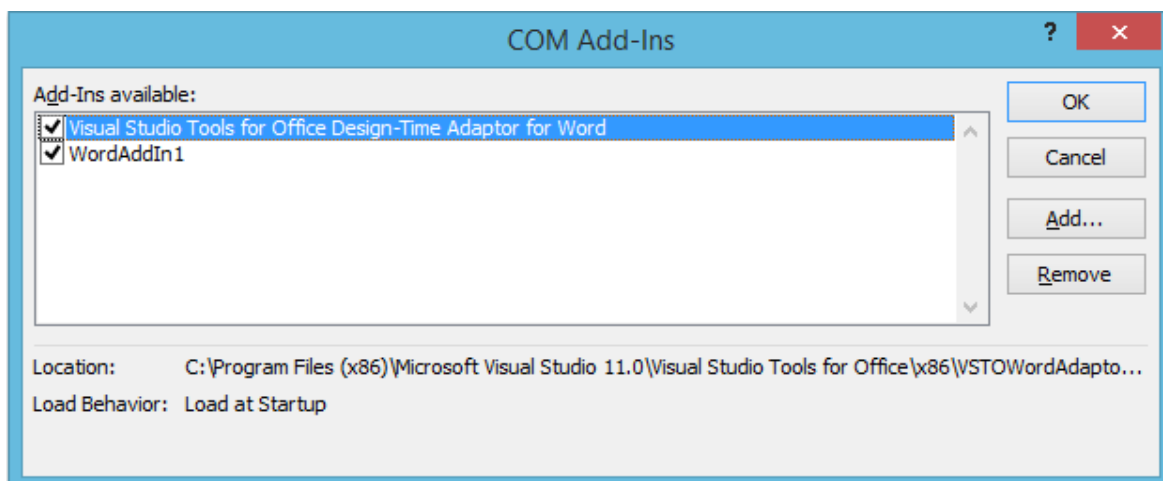 COM Add-Ins
?
Add-Ins available:
Visual Studio Tools for Office Design-Time Adaptor for Word
WordAddIn1
OK
Cancel
Add...
Remove
Location: C:\Program Files (x86)\Microsoft Visual Studio 11.0\Visual Studio Tools for Office\x86\VSTOWordAdapto...
Load Behavior: Load at Startup